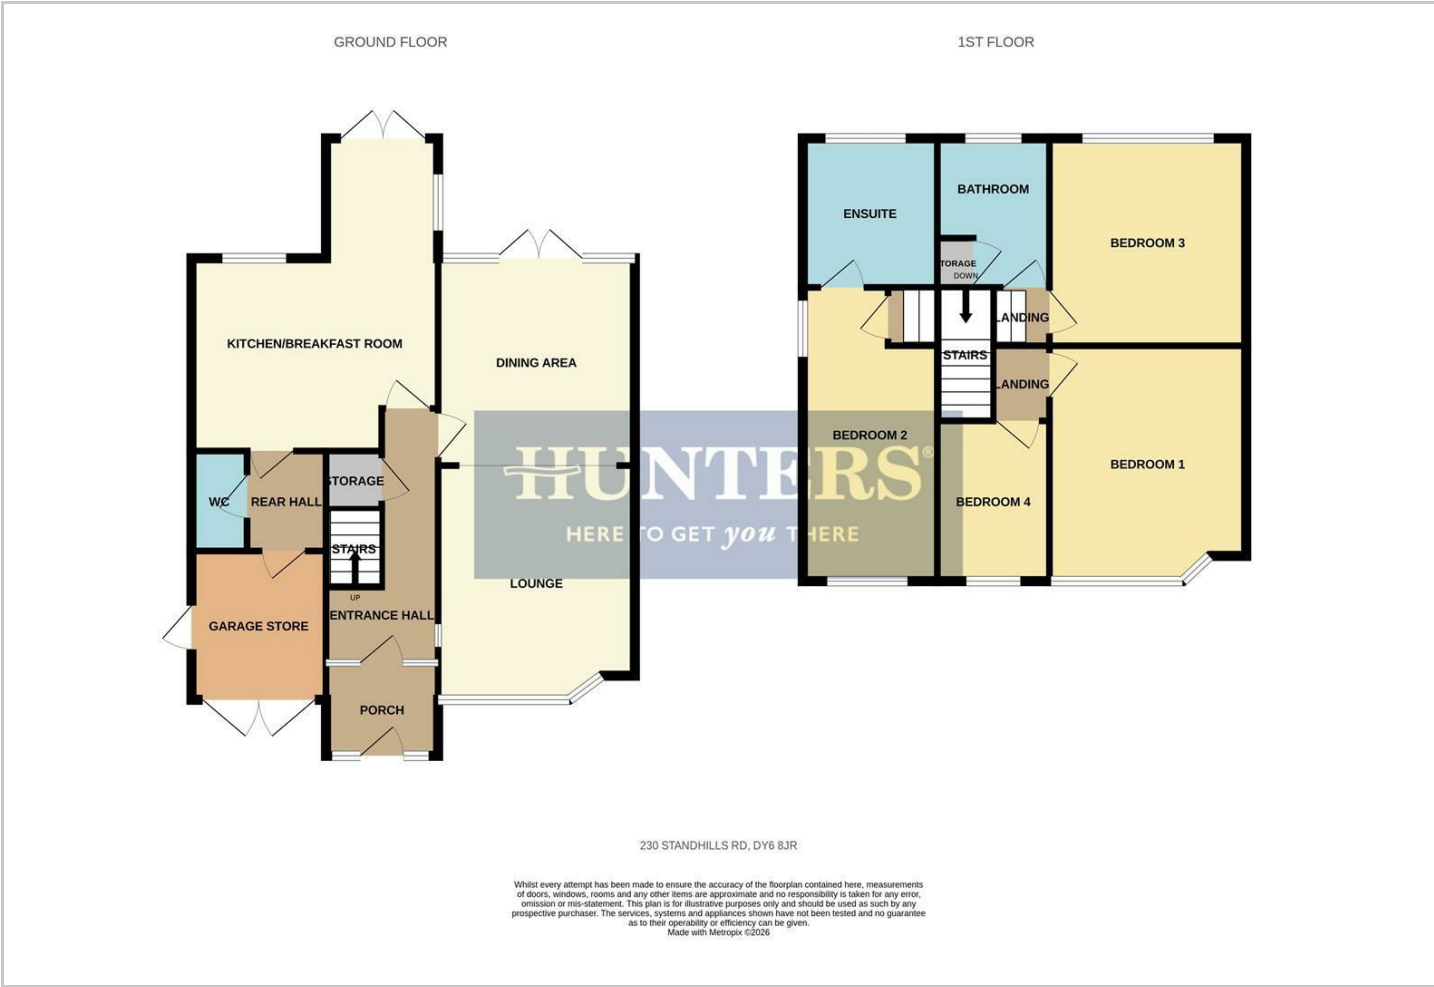 GROUND FLOOR
1ST FLOOR
KITCHEN/BREAKFAST ROOM
DINING AREA
WC
REAR HALL
STORAGE
STAIRS
UP
ENTRANCE HALL
GARAGE STORE
LOUNGE
PORCH
ENSUITE
BATHROOM
BEDROOM 3
TORAGE
DOWN
LANDING
STAIRS
LANDING
BEDROOM 2
BEDROOM 1
BEDROOM 4
HUNTERS®
HERE TO GET you THERE
230 STANDHILLS RD, DY6 8JR
Whilst every attempt has been made to ensure the accuracy of the floorplan contained here, measurements
of doors, windows, rooms and any other items are approximate and no responsibility is taken for any error,
omission or mis-statement. This plan is for illustrative purposes only and should be used as such by any
prospective purchaser. The services, systems and appliances shown have not been tested and no guarantee
as to their operability or efficiency can be given.
Made with Metropix ©2026